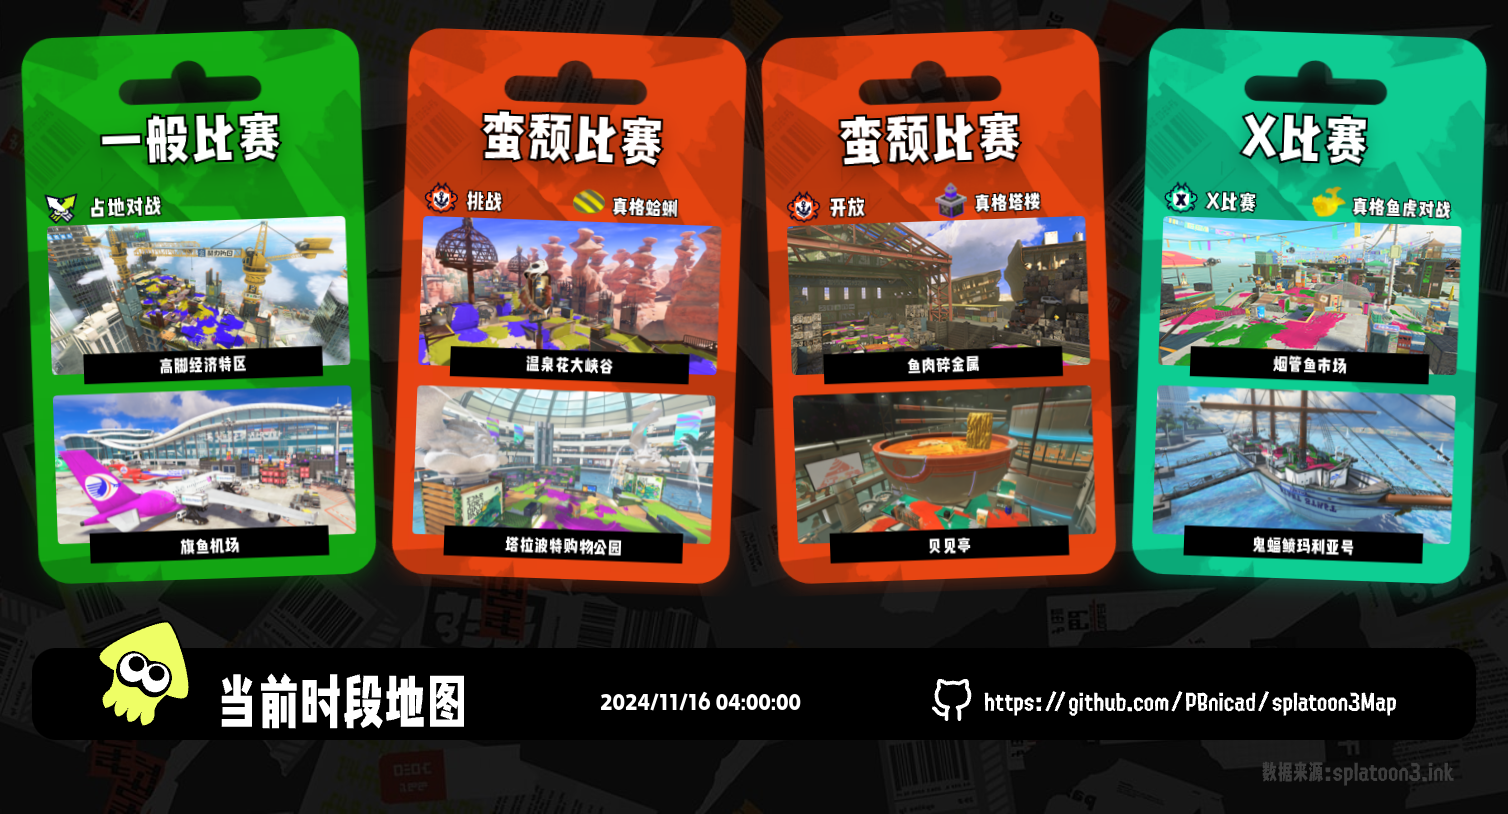 一般比赛
占地对战
高脚经济特区
旗鱼机场
蛮颓比赛
挑战
真格蛤蜊
温泉花大峡谷
塔拉波特购物公园
蛮颓比赛
开放
真格塔楼
鱼肉碎金属
贝贝亭
X比赛
X比赛
真格鱼虎对战
烟管鱼市场
鬼蝠鲼玛利亚号
当前时段地图
2024/11/16 04:00:00
https://github.com/PBnicad/splatoon3Map
数据来源:splatoon3.ink